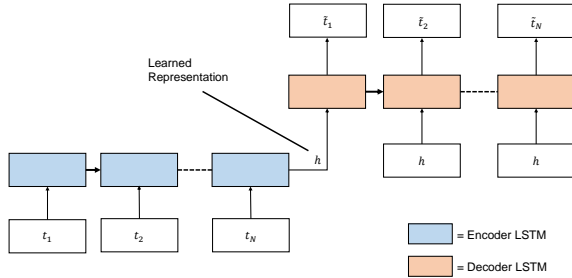 t̃₁
t̃₂
t̃N
Learned
Representation
h
h
h
t₁
t₂
tN
= Encoder LSTM
= Decoder LSTM